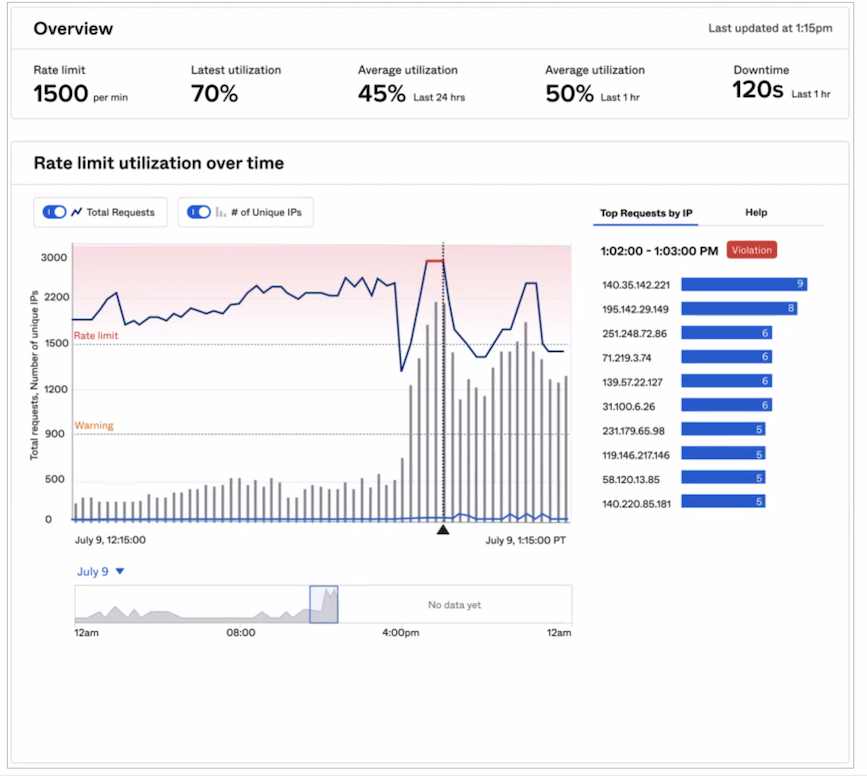 Overview
Last updated at 1:15pm
Rate limit
1500 per min
Latest utilization
70%
Average utilization
45% Last 24 hrs
Average utilization
50% Last 1 hr
Downtime
120s Last 1 hr
Rate limit utilization over time
Total Requests
# of Unique IPs
Total requests, Number of unique IPs
3000
2200
1500
1200
900
500
0
Rate limit
Warning
July 9, 12:15:00
July 9, 1:15:00 PT
July 9
No data yet
12am
08:00
4:00pm
12am
Top Requests by IP
Help
1:02:00 - 1:03:00 PM Violation
140.35.142.221 9
195.142.29.149 8
251.248.72.86 6
71.219.3.74 6
139.57.22.127 6
31.100.6.26 6
231.179.65.98 5
119.146.217.146 5
58.120.13.85 5
140.220.85.181 5